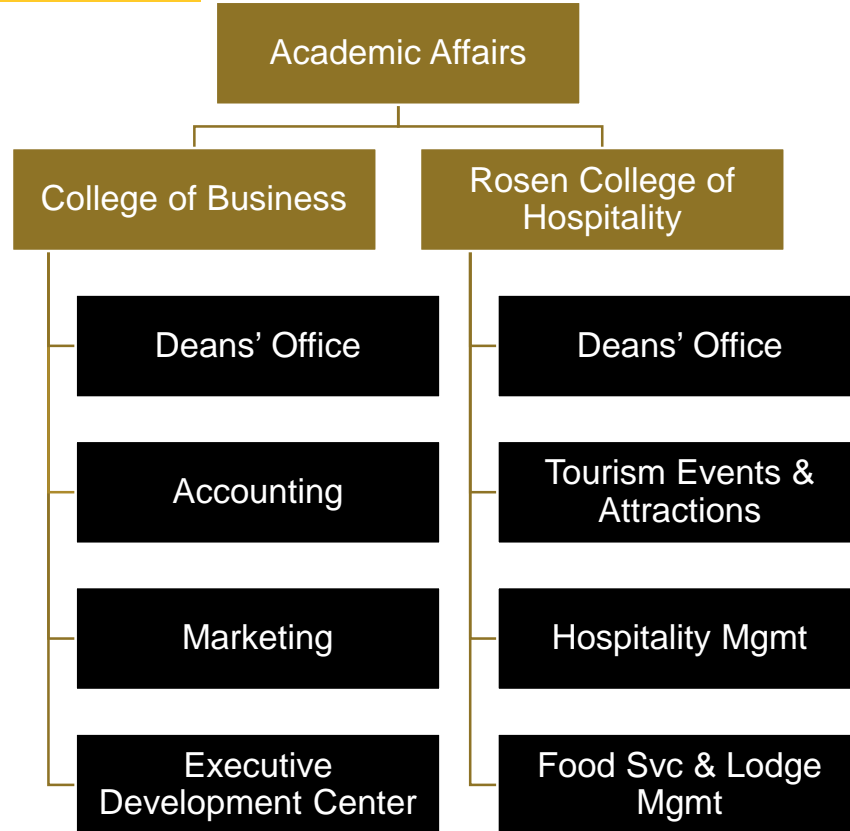 Academic Affairs
College of Business
Rosen College of
Hospitality
Deans’ Office
Deans’ Office
Accounting
Tourism Events &
Attractions
Marketing
Hospitality Mgmt
Executive
Development Center
Food Svc & Lodge
Mgmt